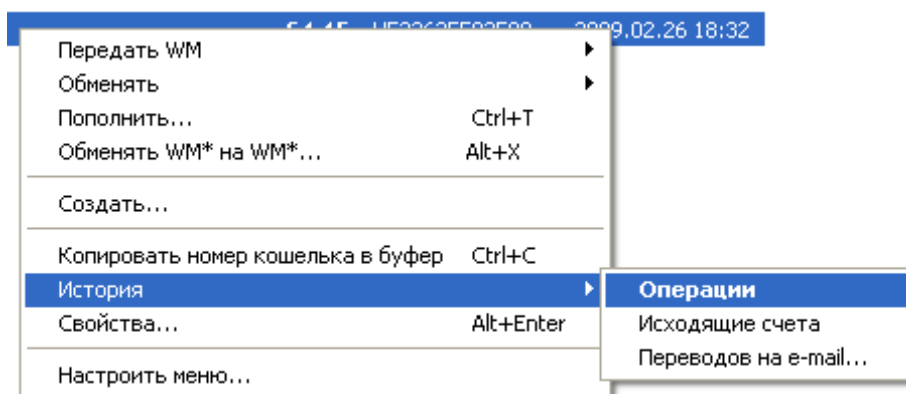 9.02.26 18:32
Передать WM
Обменять
Пополнить... Ctrl+T
Обменять WM* на WM*... Alt+X
Создать...
Копировать номер кошелька в буфер Ctrl+C
История
Операции
Свойства... Alt+Enter
Исходящие счета
Переводов на e-mail...
Настроить меню...